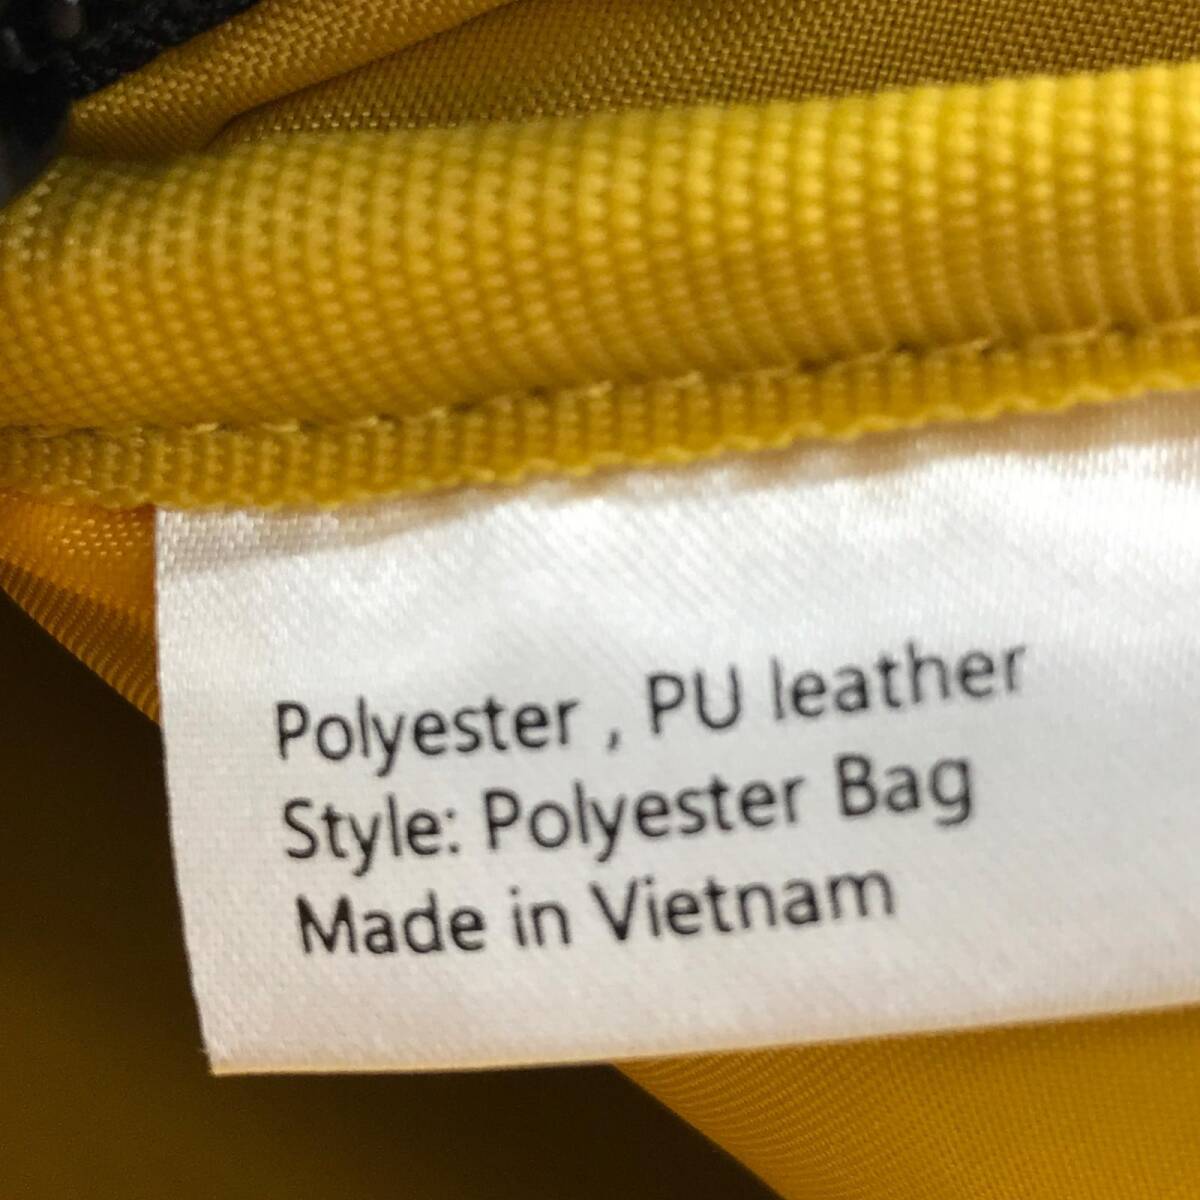 Polyester , PU leather
Style: Polyester Bag
Made in Vietnam